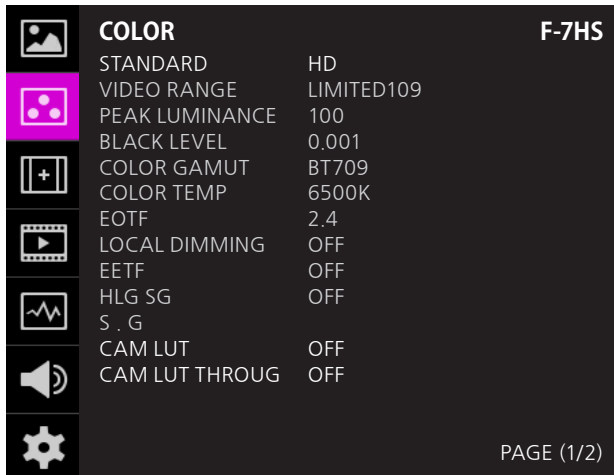 COLOR F-7HS
STANDARD HD
VIDEO RANGE LIMITED109
PEAK LUMINANCE 100
BLACK LEVEL 0.001
COLOR GAMUT BT709
COLOR TEMP 6500K
EOTF 2.4
LOCAL DIMMING OFF
EETF OFF
HLG SG OFF
S . G
CAM LUT OFF
CAM LUT THROUG OFF
PAGE (1/2)